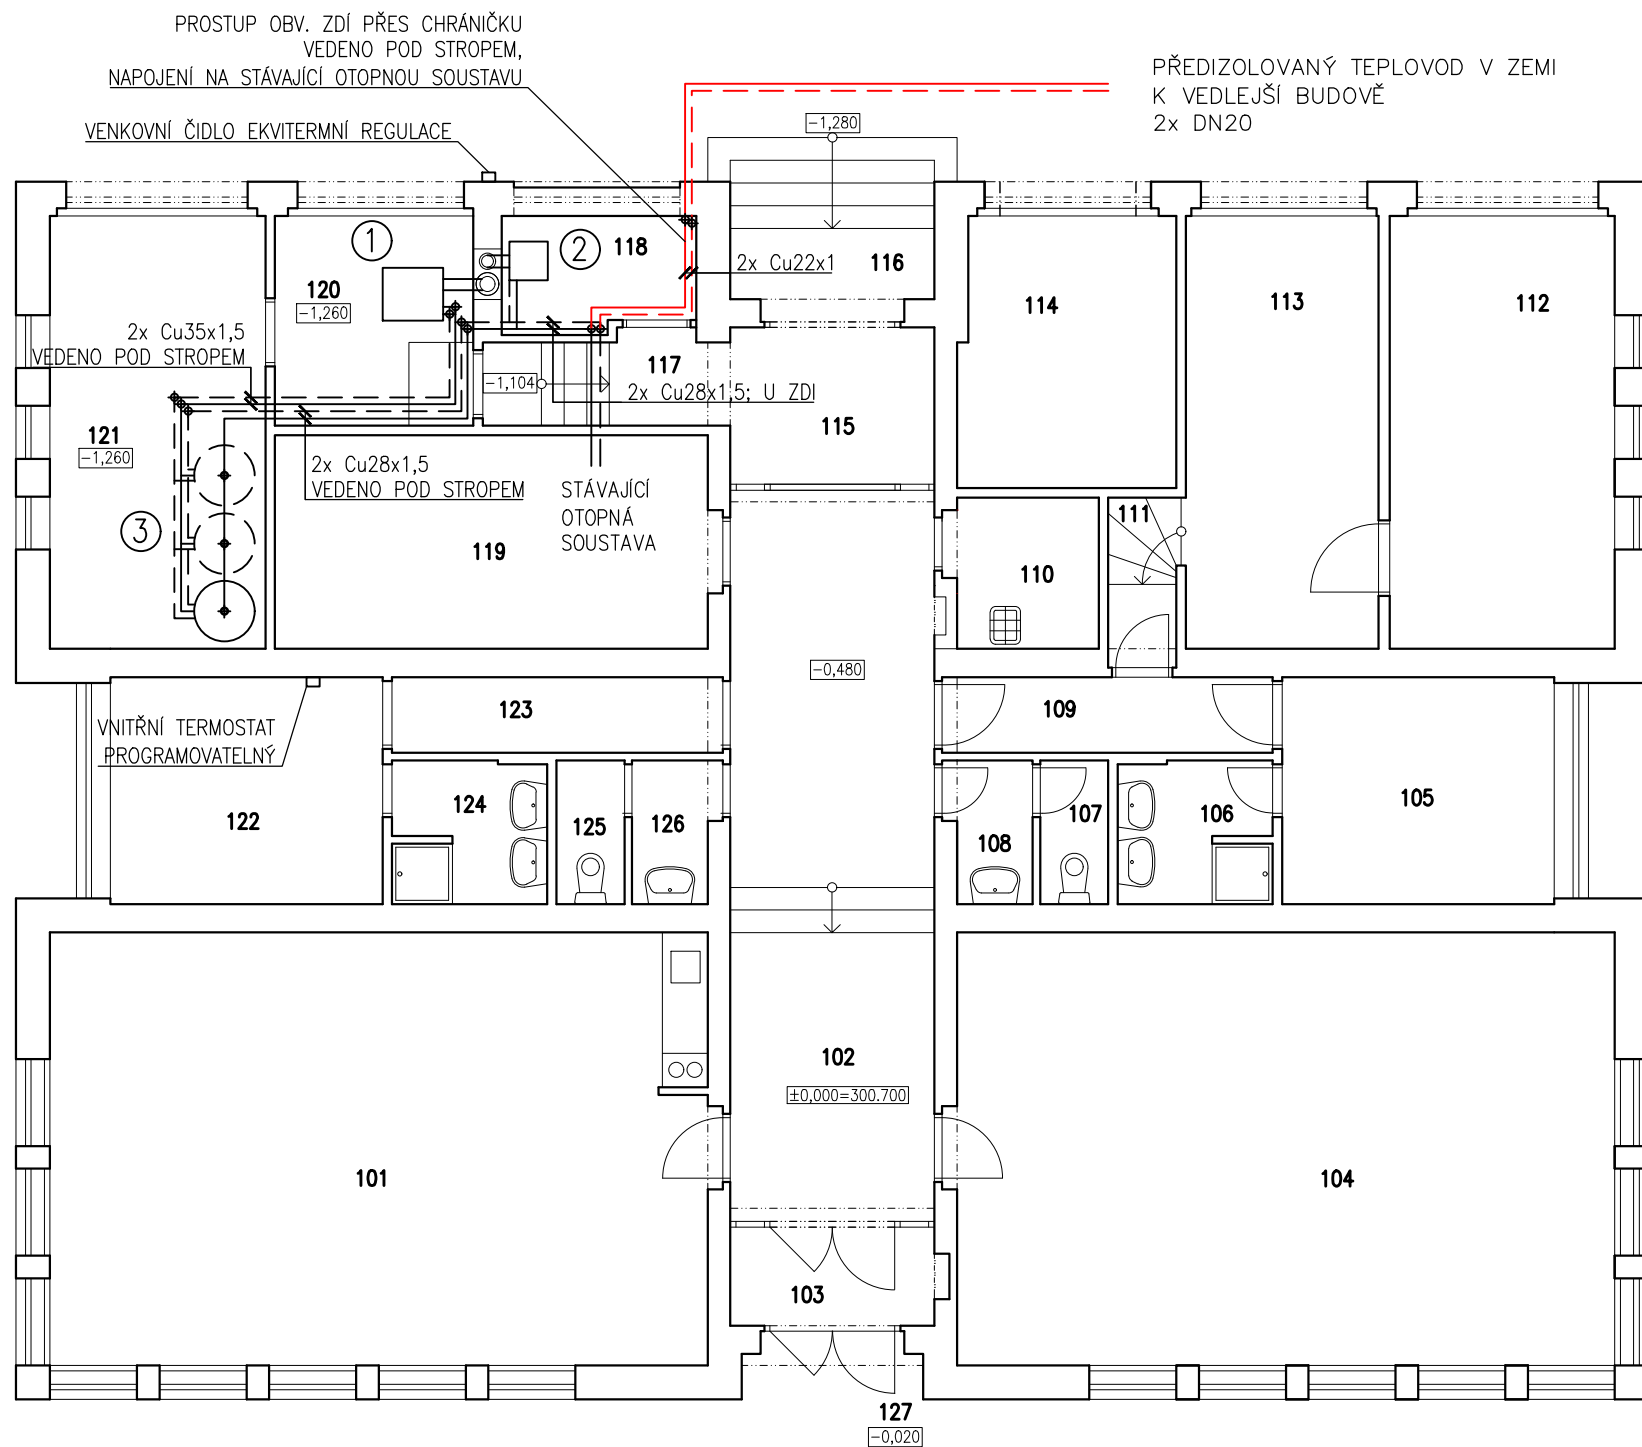 PROSTUP OBV. ZDÍ PŘES CHRÁNIČKU
VEDENO POD STROPEM,
NAPOJENÍ NA STÁVAJÍCÍ OTOPNOU SOUSTAVU
PŘEDIZOLOVANÝ TEPLOVOD V ZEMI
K VEDLEJŠÍ BUDOVĚ
2x DN20
VENKOVNÍ ČIDLO EKVITERMNÍ REGULACE
-1,280
1
2
118
2x Cu22x1
116
120
-1,260
114
113
112
2x Cu35x1,5
VEDENO POD STROPEM
117
-1,104
2x Cu28x1,5; U ZDI
115
121
-1,260
2x Cu28x1,5
VEDENO POD STROPEM
STÁVAJÍCÍ
OTOPNÁ
SOUSTAVA
3
119
111
110
-0,480
123
109
VNITŘNÍ TERMOSTAT
PROGRAMOVATELNÝ
122
124
125
126
108
107
106
105
102
±0,000=300.700
101
104
103
127
-0,020